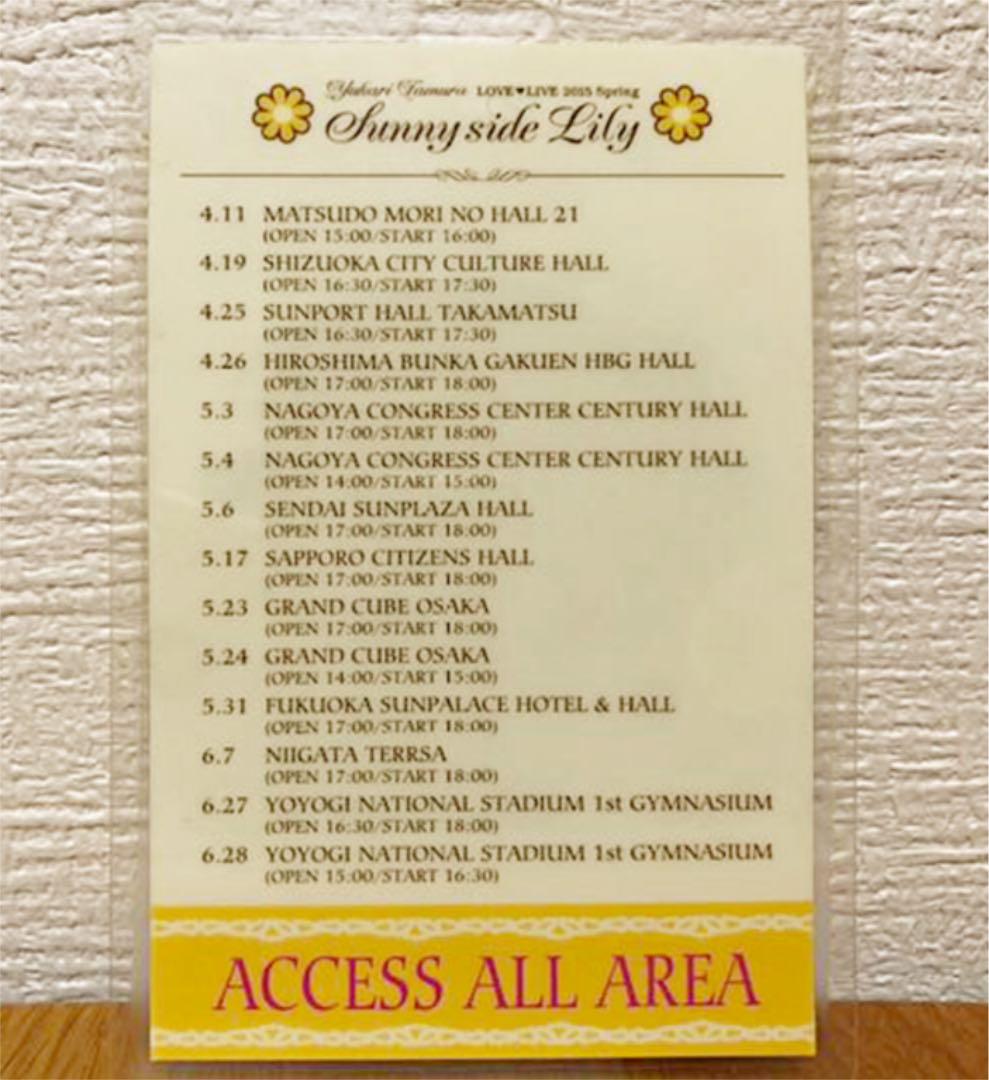 Yukari Tamura LOVE♥LIVE 2015 Spring
Sunny side Lily
4.11 MATSUDO MORI NO HALL 21
(OPEN 15:00/START 16:00)
4.19 SHIZUOKA CITY CULTURE HALL
(OPEN 16:30/START 17:30)
4.25 SUNPORT HALL TAKAMATSU
(OPEN 16:30/START 17:30)
4.26 HIROSHIMA BUNKA GAKUEN HBG HALL
(OPEN 17:00/START 18:00)
5.3 NAGOYA CONGRESS CENTER CENTURY HALL
(OPEN 17:00/START 18:00)
5.4 NAGOYA CONGRESS CENTER CENTURY HALL
(OPEN 14:00/START 15:00)
5.6 SENDAI SUNPLAZA HALL
(OPEN 17:00/START 18:00)
5.17 SAPPORO CITIZENS HALL
(OPEN 17:00/START 18:00)
5.23 GRAND CUBE OSAKA
(OPEN 17:00/START 18:00)
5.24 GRAND CUBE OSAKA
(OPEN 14:00/START 15:00)
5.31 FUKUOKA SUNPALACE HOTEL & HALL
(OPEN 17:00/START 18:00)
6.7 NIIGATA TERRSA
(OPEN 17:00/START 18:00)
6.27 YOYOGI NATIONAL STADIUM 1st GYMNASIUM
(OPEN 16:30/START 18:00)
6.28 YOYOGI NATIONAL STADIUM 1st GYMNASIUM
(OPEN 15:00/START 16:30)
ACCESS ALL AREA